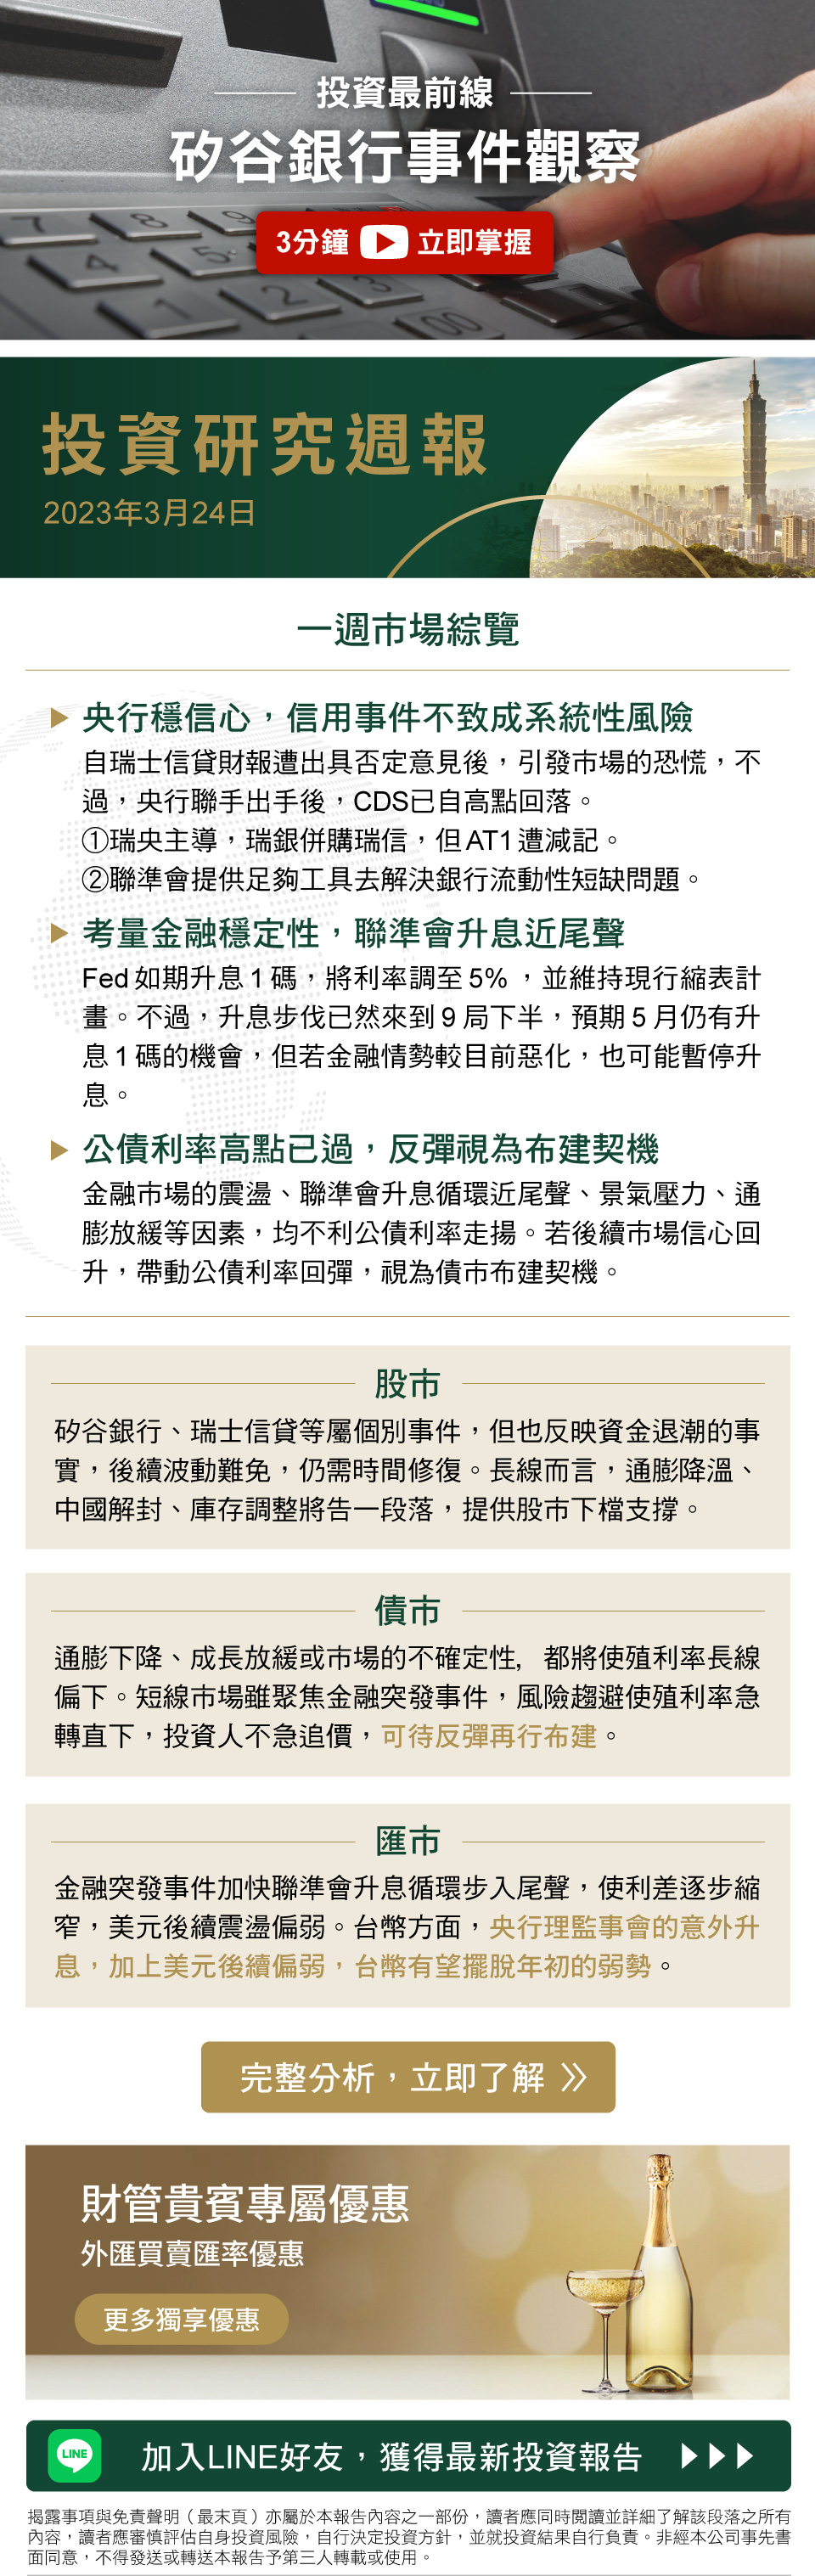 投資最前線
矽谷銀行事件觀察
3分鐘 立即掌握
投資研究週報
2023年3月24日
一週市場綜覽
央行穩信心，信用事件不致成系統性風險
自瑞士信貸財報遭出具否定意見後，引發市場的恐慌，不
過，央行聯手出手後，CDS已自高點回落。
①瑞央主導，瑞銀併購瑞信，但AT1遭減記。
②聯準會提供足夠工具去解決銀行流動性短缺問題。
考量金融穩定性，聯準會升息近尾聲
Fed如期升息1碼，將利率調至5%，並維持現行縮表計
畫。不過，升息步伐已然來到9局下半，預期5月仍有升
息1碼的機會，但若金融情勢較目前惡化，也可能暫停升
息。
公債利率高點已過，反彈視為布建契機
金融市場的震盪、聯準會升息循環近尾聲、景氣壓力、通
膨放緩等因素，均不利公債利率走揚。若後續市場信心回
升，帶動公債利率回彈，視為債市布建契機。
股市
矽谷銀行、瑞士信貸等屬個別事件，但也反映資金退潮的事
實，後續波動難免，仍需時間修復。長線而言，通膨降溫、
中國解封、庫存調整將告一段落，提供股市下檔支撐。
債市
通膨下降、成長放緩或市場的不確定性, 都將使殖利率長線
偏下。短線市場雖聚焦金融突發事件，風險趨避使殖利率急
轉直下，投資人不急追價，可待反彈再行布建。
匯市
金融突發事件加快聯準會升息循環步入尾聲，使利差逐步縮
窄，美元後續震盪偏弱。台幣方面，央行理監事會的意外升
息，加上美元後續偏弱，台幣有望擺脫年初的弱勢。
完整分析，立即了解
財管貴賓專屬優惠
外匯買賣匯率優惠
更多獨享優惠
LINE
加入LINE好友，獲得最新投資報告
揭露事項與免責聲明（最末頁）亦屬於本報告內容之一部份，讀者應同時閱讀並詳細了解該段落之所有
內容，讀者應審慎評估自身投資風險，自行決定投資方針，並就投資結果自行負責。非經本公司事先書
面同意，不得發送或轉送本報告予第三人轉載或使用。